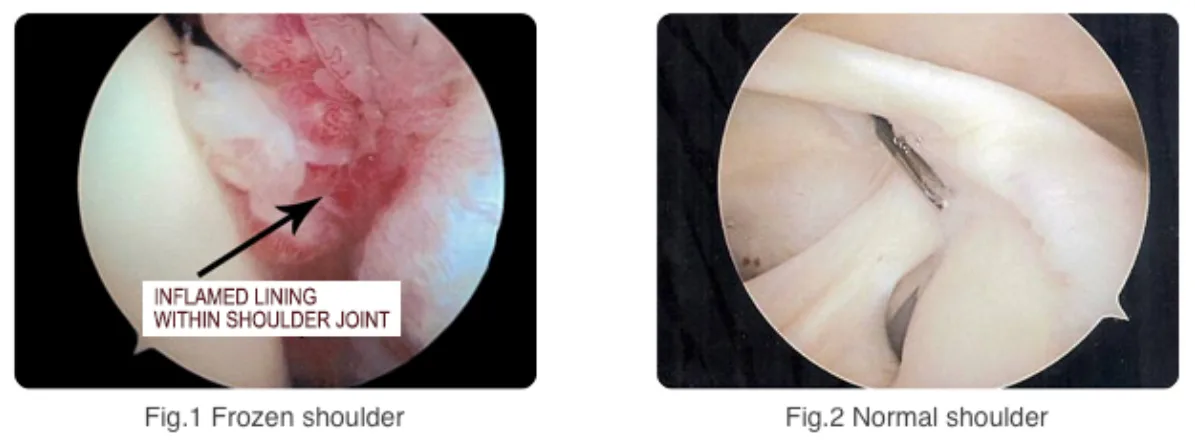 INFLAMED LINING
WITHIN SHOULDER JOINT
Fig.1 Frozen shoulder
Fig.2 Normal shoulder